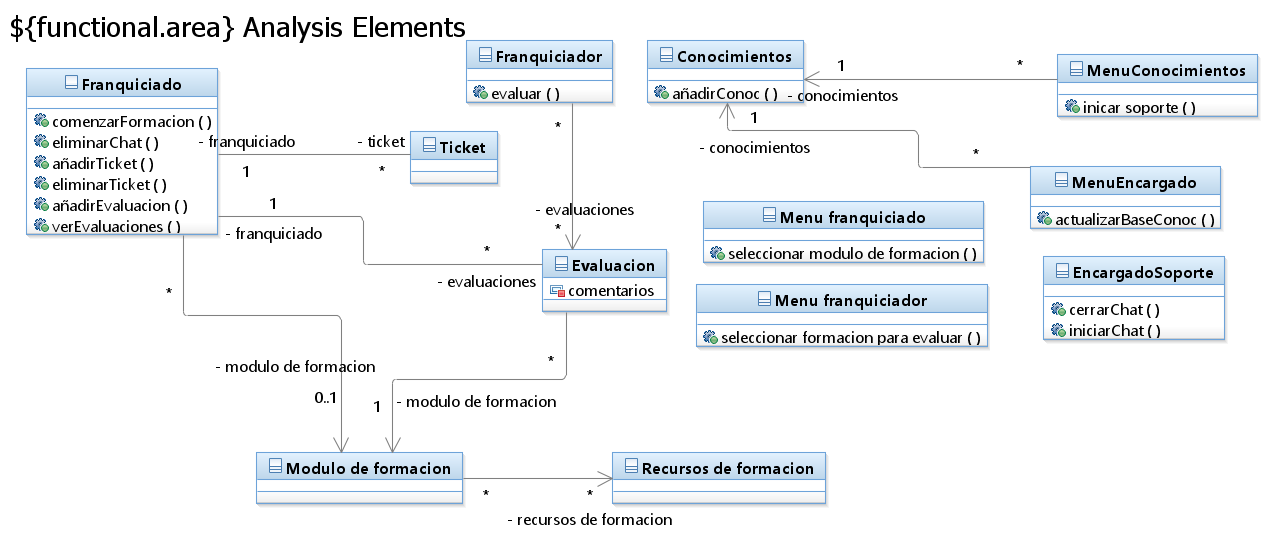 ${functional.area} Analysis Elements
Franquiciado
comenzarFormacion ( )
eliminarChat ( )
añadirTicket ( )
eliminarTicket ( )
añadirEvaluacion ( )
verEvaluaciones ( )
Franquiciador
evaluar ( )
Conocimientos
añadirConoc ( )
MenuConocimientos
inicar soporte ( )
1
*
- conocimientos
1
*
- conocimientos
MenuEncargado
actualizarBaseConoc ( )
- franquiciado
- ticket
1
*
Ticket
*
- evaluaciones
*
1
- franquiciado
*
- evaluaciones
Evaluacion
comentarios
Menu franquiciado
seleccionar modulo de formacion ( )
Menu franquiciador
seleccionar formacion para evaluar ( )
EncargadoSoporte
cerrarChat ( )
iniciarChat ( )
*
- modulo de formacion
0..1
*
1
- modulo de formacion
Modulo de formacion
Recursos de formacion
*
*
- recursos de formacion